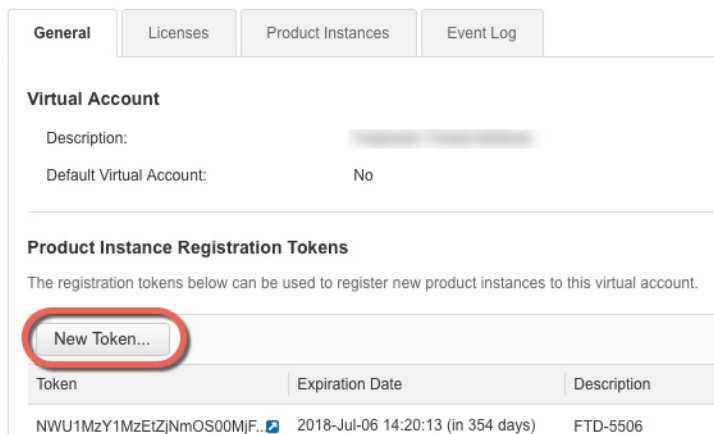 General Licenses Product Instances Event Log
Virtual Account
Description:
Default Virtual Account: No
Product Instance Registration Tokens
The registration tokens below can be used to register new product instances to this virtual account.
New Token...
Token Expiration Date Description
NWU1MzY1MzEtZjNmOS00MjF.. 2018-Jul-06 14:20:13 (in 354 days) FTD-5506